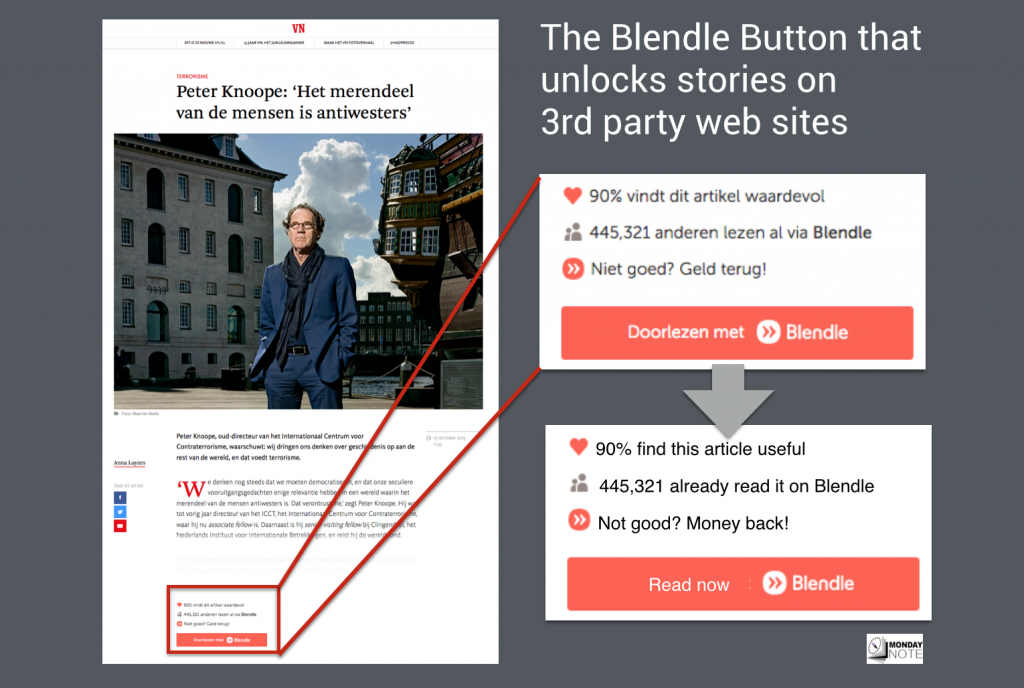 The Blendle Button that
unlocks stories on
3rd party web sites
VN
DIT IS DE NIEUWE VN.NL
75 JAAR VN: HET JUBILEUMNUMMER
MAAK HET VN-FOTOVERHAAL
JIHADPROCES
TERRORISME
Peter Knoope: ‘Het merendeel
van de mensen is antiwesters’
Peter Knoope, oud-directeur van het Internationaal Centrum voor
Contraterrorisme, waarschuwt: wij dringen ons denken over geschiedenis op aan de
rest van de wereld, en dat voedt terrorisme.
Anna Luyten
Deel dit artikel
‘We denken nog steeds dat we moeten democratiseren, en dat onze seculiere
vooruitgangsgedachten enige relevantie hebben in een wereld waarin het
merendeel van de mensen antiwesters is. Dat verontrust me,’ zegt Peter Knoope. Hij was
tot vorig jaar directeur van het ICCT, het Internationaal Centrum voor Contraterrorisme,
waar hij nu associate fellow is. Daarnaast is hij senior visiting fellow bij Clingendael, het
Nederlands Instituut voor Internationale Betrekkingen, en reist hij de wereld rond.
90% vindt dit artikel waardevol
445,321 anderen lezen al via Blendle
Niet goed? Geld terug!
Doorlezen met Blendle
90% vindt dit artikel waardevol
445,321 anderen lezen al via Blendle
Niet goed? Geld terug!
Doorlezen met Blendle
90% find this article useful
445,321 already read it on Blendle
Not good? Money back!
Read now : Blendle
MONDAY
NOTE